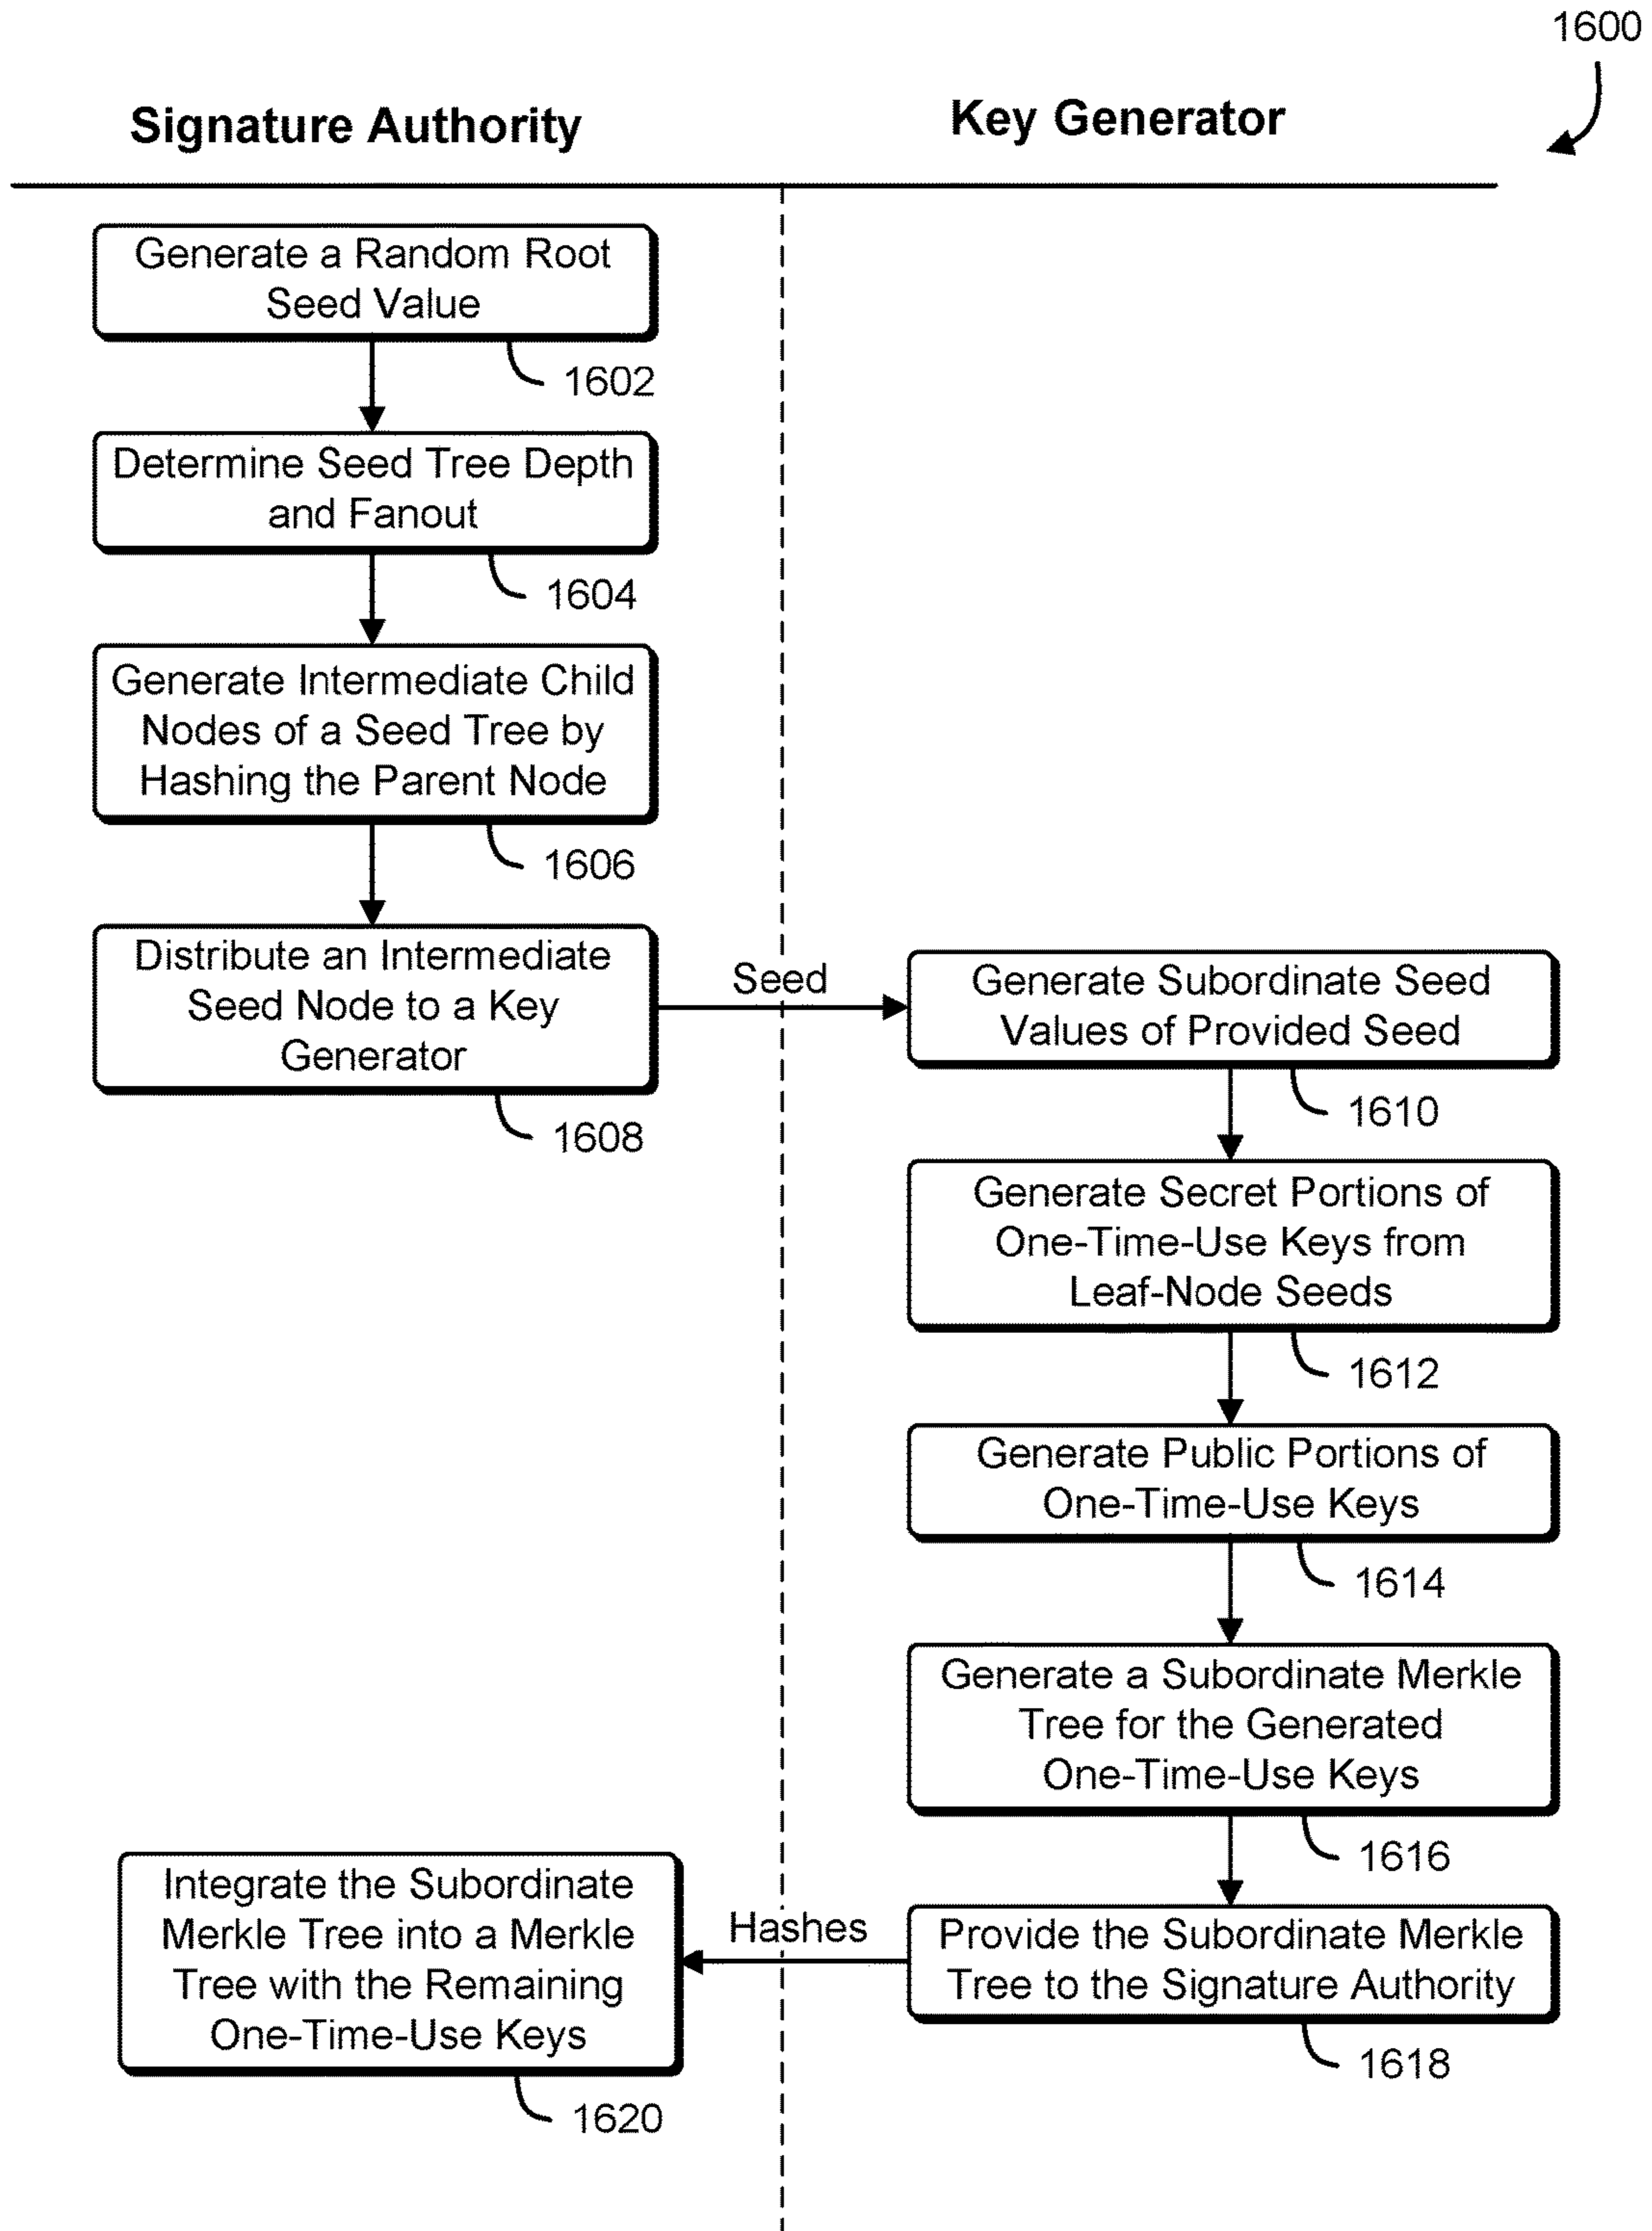 1600
Signature Authority
Key Generator
Generate a Random Root
Seed Value
1602
Determine Seed Tree Depth
and Fanout
1604
Generate Intermediate Child
Nodes of a Seed Tree by
Hashing the Parent Node
1606
Distribute an Intermediate
Seed Node to a Key
Generator
1608
Seed
Generate Subordinate Seed
Values of Provided Seed
1610
Generate Secret Portions of
One-Time-Use Keys from
Leaf-Node Seeds
1612
Generate Public Portions of
One-Time-Use Keys
1614
Generate a Subordinate Merkle
Tree for the Generated
One-Time-Use Keys
1616
Provide the Subordinate Merkle
Tree to the Signature Authority
1618
Hashes
Integrate the Subordinate
Merkle Tree into a Merkle
Tree with the Remaining
One-Time-Use Keys
1620